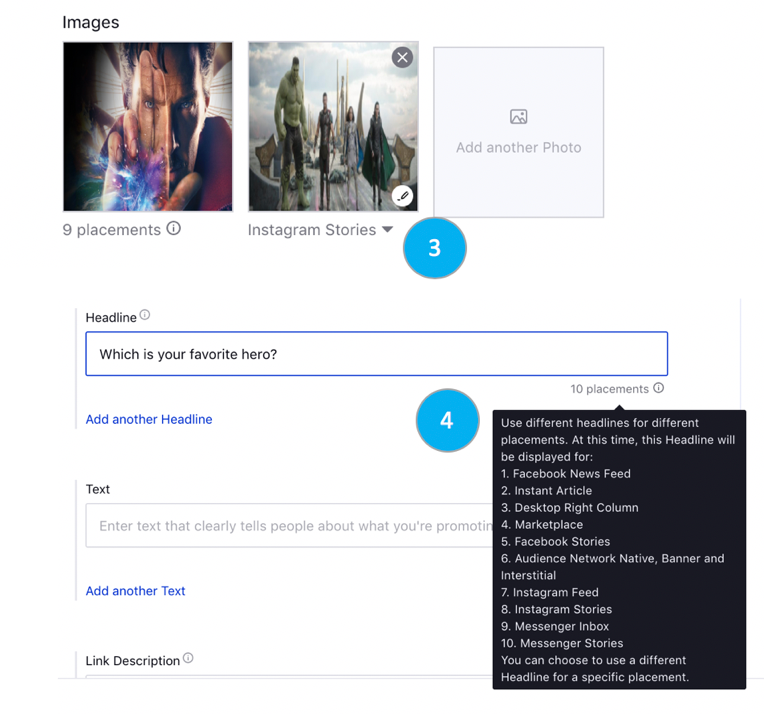 Images
9 placements
Instagram Stories
3
Add another Photo
Headline
Which is your favorite hero?
10 placements
Add another Headline
4
Use different headlines for different
placements. At this time, this Headline will
be displayed for:
1. Facebook News Feed
2. Instant Article
3. Desktop Right Column
4. Marketplace
5. Facebook Stories
6. Audience Network Native, Banner and
Interstitial
7. Instagram Feed
8. Instagram Stories
9. Messenger Inbox
10. Messenger Stories
You can choose to use a different
Headline for a specific placement.
Text
Enter text that clearly tells people about what you're promotin
Add another Text
Link Description